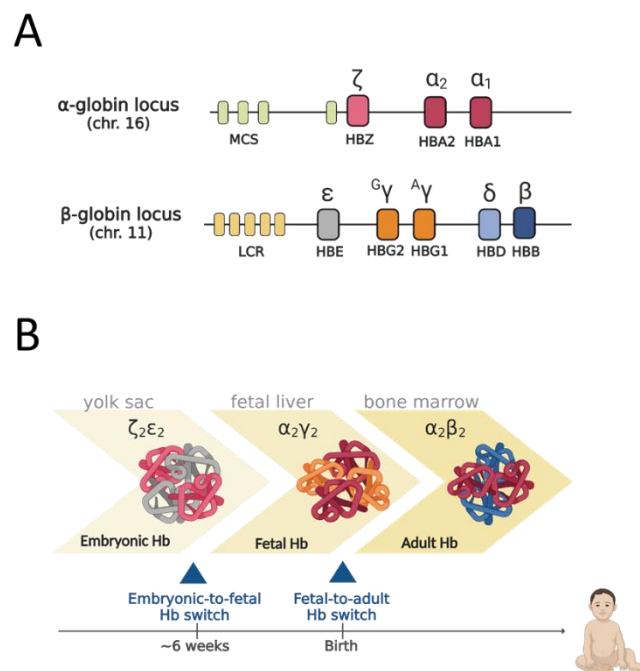 A
ζ α₂ α₁
α-globin locus
(chr. 16)
MCS HBZ HBA2 HBA1
ε ᴳγ ᴬγ δ β
β-globin locus
(chr. 11)
LCR HBE HBG2 HBG1 HBD HBB
B
yolk sac fetal liver bone marrow
ζ₂ε₂ α₂γ₂ α₂β₂
Embryonic Hb Fetal Hb Adult Hb
Embryonic-to-fetal Fetal-to-adult
Hb switch Hb switch
~6 weeks Birth